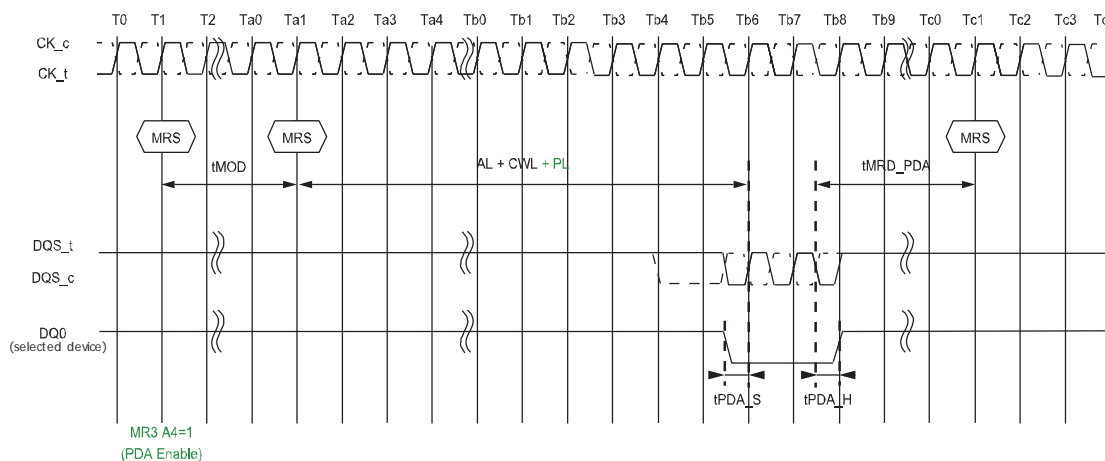 T0 T1 T2 Ta0 Ta1 Ta2 Ta3 Ta4 Tb0 Tb1 Tb2 Tb3 Tb4 Tb5 Tb6 Tb7 Tb8 Tb9 Tc0 Tc1 Tc2 Tc3 Tc
CK_c
CK_t
MRS MRS MRS
tMOD AL + CWL + PL tMRD_PDA
DQS_t
DQS_c
DQ0
(selected device)
tPDA_S tPDA_H
MR3 A4=1
(PDA Enable)